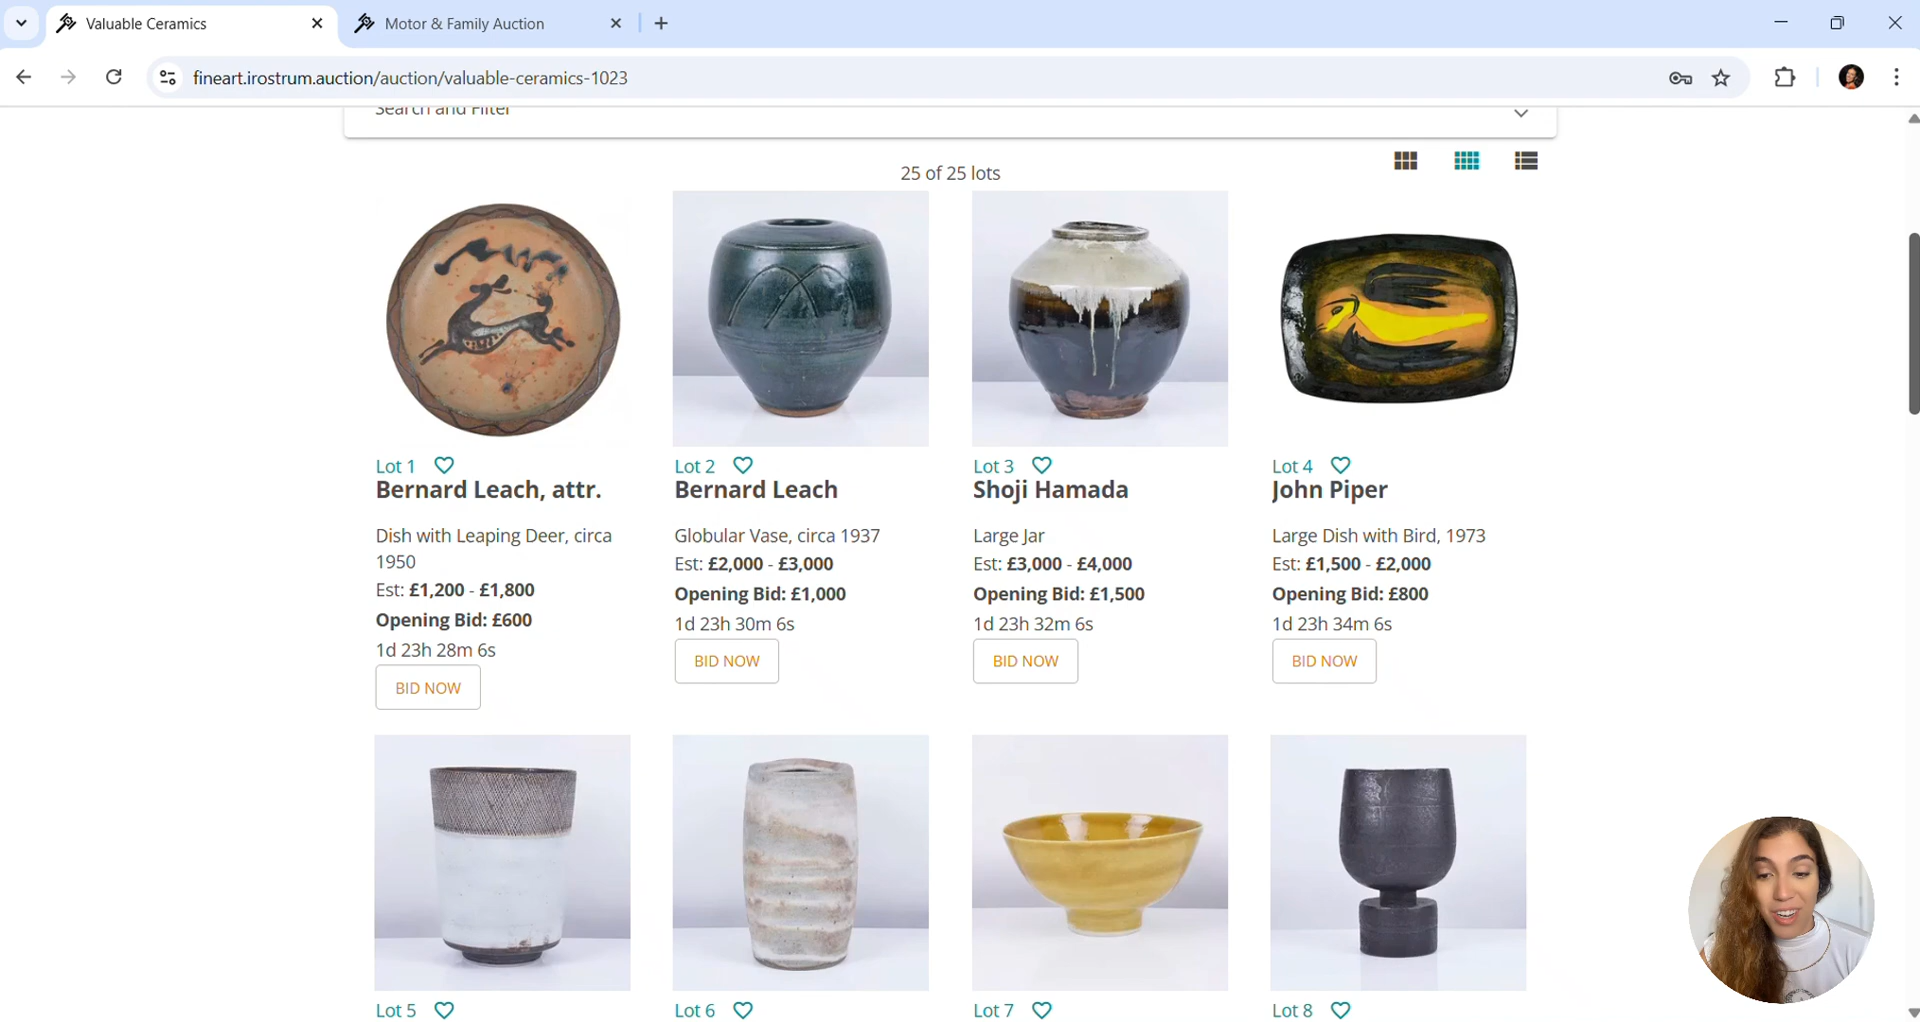 Valuable Ceramics
Motor & Family Auction
fineart.irostrum.auction/auction/valuable-ceramics-1023
Search and Filter
25 of 25 lots
Lot 1
Bernard Leach, attr.
Dish with Leaping Deer, circa
1950
Est: £1,200 - £1,800
Opening Bid: £600
1d 23h 28m 6s
BID NOW
Lot 2
Bernard Leach
Globular Vase, circa 1937
Est: £2,000 - £3,000
Opening Bid: £1,000
1d 23h 30m 6s
BID NOW
Lot 3
Shoji Hamada
Large Jar
Est: £3,000 - £4,000
Opening Bid: £1,500
1d 23h 32m 6s
BID NOW
Lot 4
John Piper
Large Dish with Bird, 1973
Est: £1,500 - £2,000
Opening Bid: £800
1d 23h 34m 6s
BID NOW
Lot 5
Lot 6
Lot 7
Lot 8